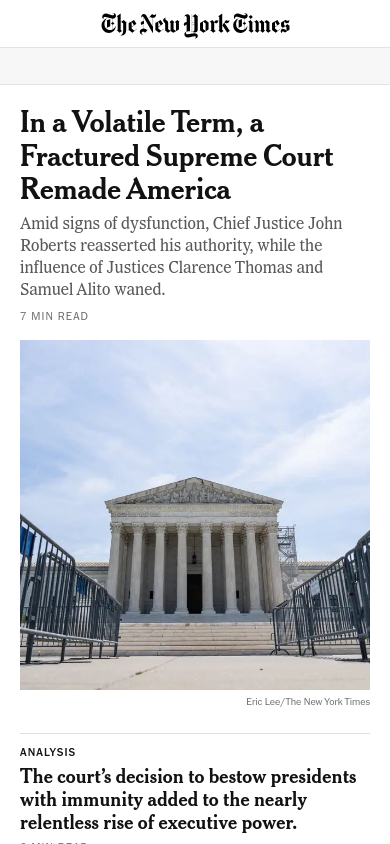 The New York Times
In a Volatile Term, a
Fractured Supreme Court
Remade America
Amid signs of dysfunction, Chief Justice John
Roberts reasserted his authority, while the
influence of Justices Clarence Thomas and
Samuel Alito waned.
7 MIN READ
Eric Lee/The New York Times
ANALYSIS
The court’s decision to bestow presidents
with immunity added to the nearly
relentless rise of executive power.